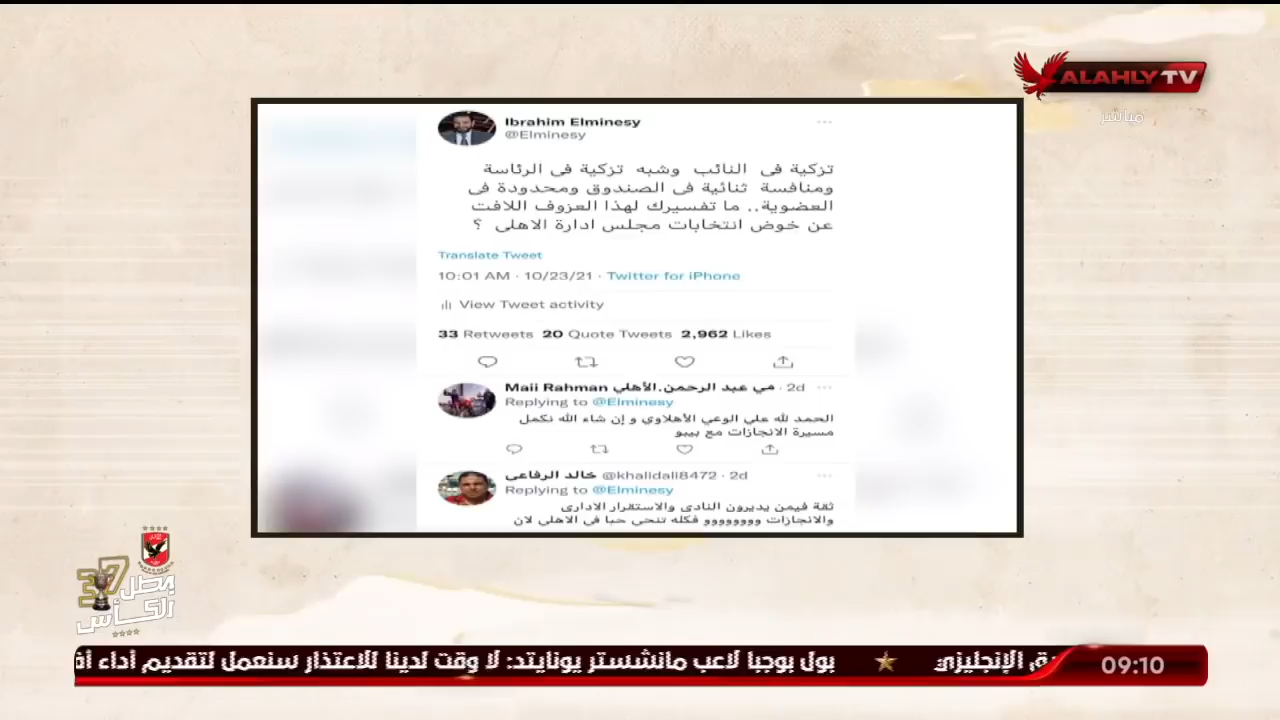 ALAHLY TV
مباشر
Ibrahim Elminesy
@Elminesy
تزكية فى النائب وشبه تزكية فى الرئاسة
ومنافسة ثنائية فى الصندوق ومحدودة فى
العضوية.. ما تفسيرك لهذا العزوف اللافت
عن خوض انتخابات مجلس ادارة الاهلى ؟
Translate Tweet
10:01 AM · 10/23/21 · Twitter for iPhone
View Tweet activity
33 Retweets 20 Quote Tweets 2,962 Likes
Maii Rahman مي عبد الرحمن.الأهلي · 2d
Replying to @Elminesy
الحمد لله علي الوعي الأهلاوي و إن شاء الله نكمل
مسيرة الانجازات مع بيبو
خالد الرفاعى @khalidali8472 · 2d
Replying to @Elminesy
ثقة فيمن يديرون النادى والاستقرار الادارى
والانجازات وووووووو فكله تنحى حبا فى الاهلى لان
37
بطل
الكأس
الإنجليزي ★ بول بوجبا لاعب مانشستر يونايتد: لا وقت لدينا للاعتذار سنعمل لتقديم أداء
09:10